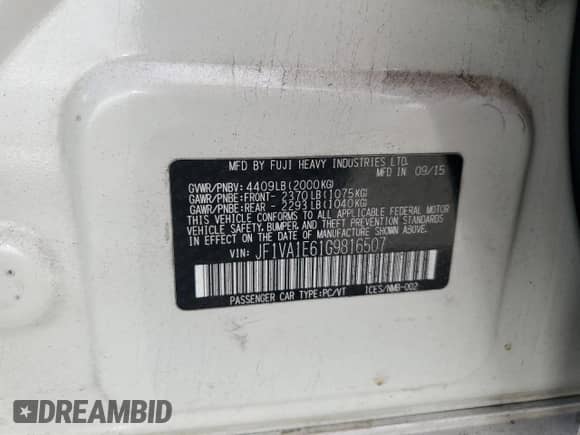 MFD BY FUJI HEAVY INDUSTRIES LTD.
MFD IN 09/15
GVWR/PNBV: 4409LB(2000KG)
GAWR/PNBE:FRONT- 2370LB(1075KG)
GAWR/PNBE:REAR - 2293LB(1040KG)
THIS VEHICLE CONFORMS TO ALL APPLICABLE FEDERAL MOTOR
VEHICLE SAFETY, BUMPER, AND THEFT PREVENTION STANDARDS
IN EFFECT ON THE DATE OF MANUFACTURE SHOWN ABOVE.
VIN: JF1VA1E61G9816507
PASSENGER CAR TYPE:PC/VT ICES/NMB-002
DREAMBID